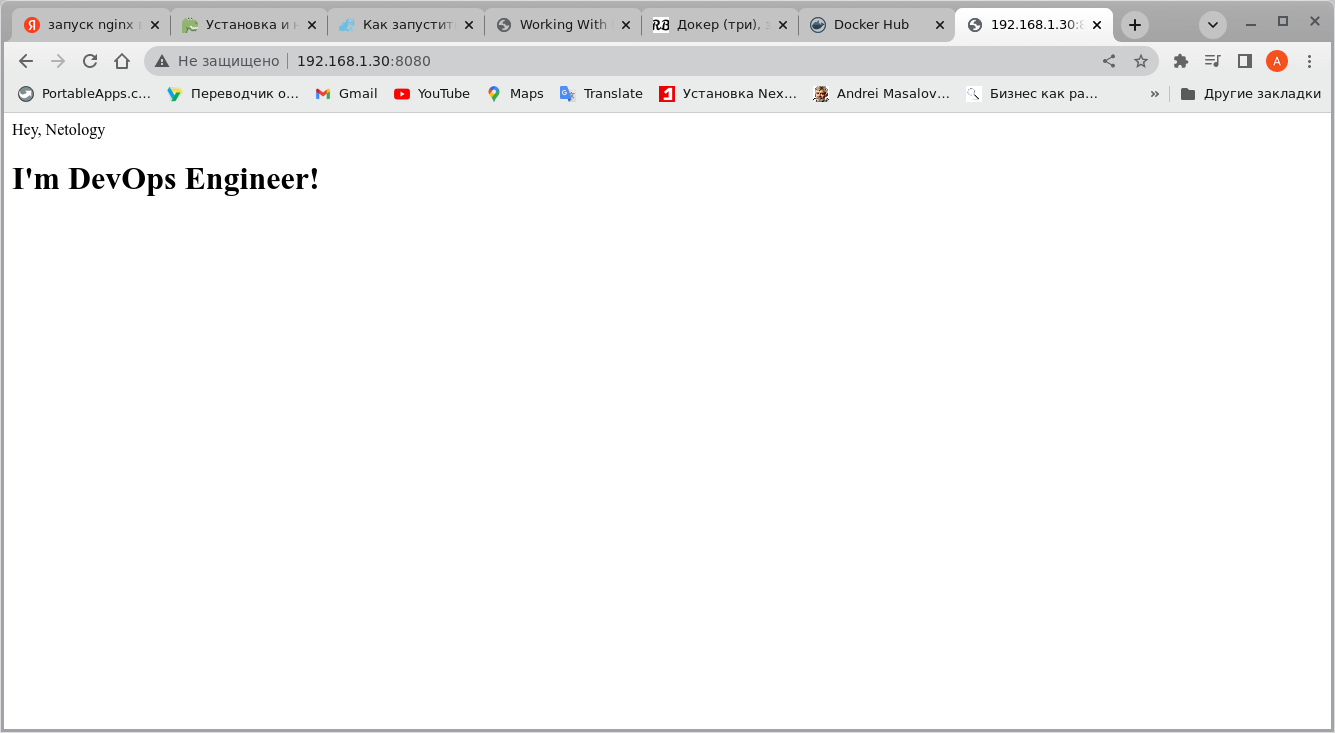 запуск nginx
Установка и н
Как запустит
Working With
Докер (три), з
Docker Hub
192.168.1.30:8
Не защищено
192.168.1.30:8080
PortableApps.c...
Переводчик о...
Gmail
YouTube
Maps
Translate
Установка Nex...
Andrei Masalov...
Бизнес как ра...
»
Другие закладки
Hey, Netology
I'm DevOps Engineer!